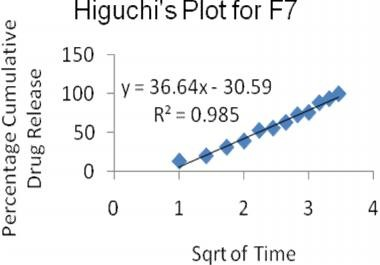 Higuchi's Plot for F7
Percentage Cumulative
Drug Release
150
100
50
0
y = 36.64x - 30.59
R² = 0.985
0 1 2 3 4
Sqrt of Time